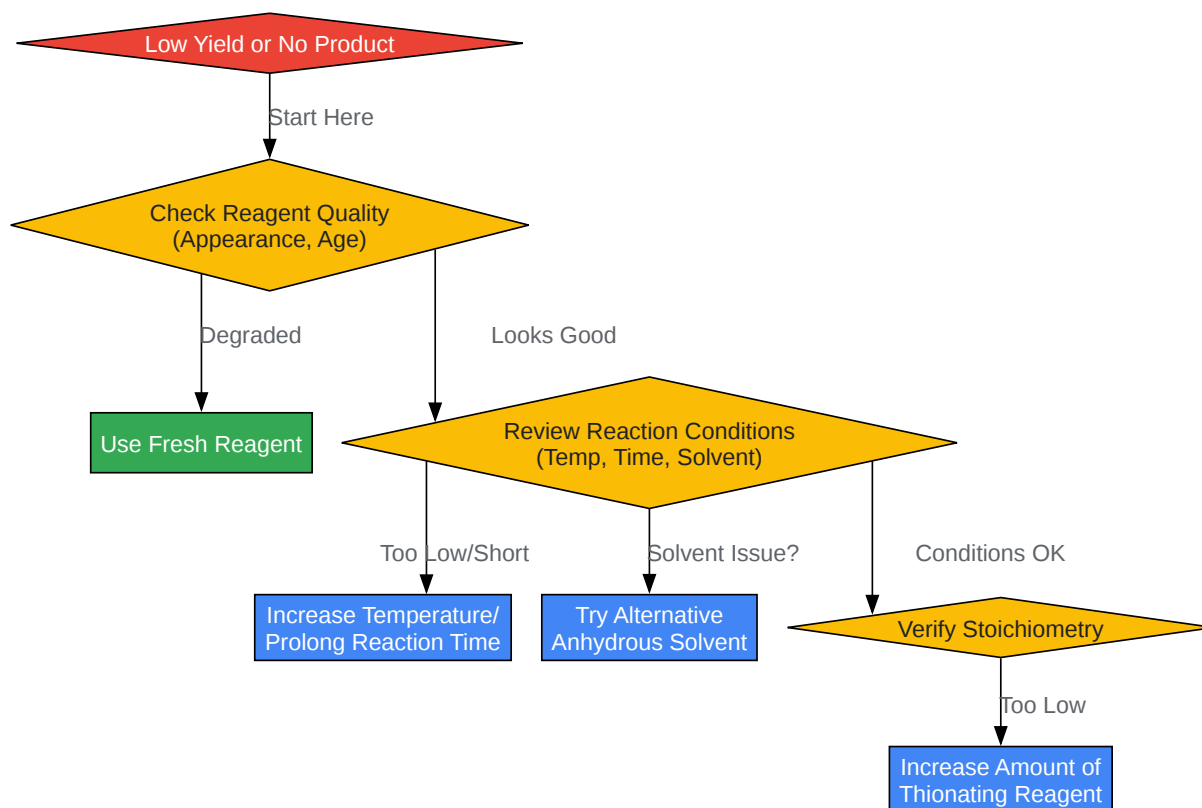 Low Yield or No Product
Start Here
Check Reagent Quality
(Appearance, Age)
Degraded
Looks Good
Use Fresh Reagent
Review Reaction Conditions
(Temp, Time, Solvent)
Too Low/Short
Solvent Issue?
Conditions OK
Increase Temperature/
Prolong Reaction Time
Try Alternative
Anhydrous Solvent
Verify Stoichiometry
Too Low
Increase Amount of
Thionating Reagent